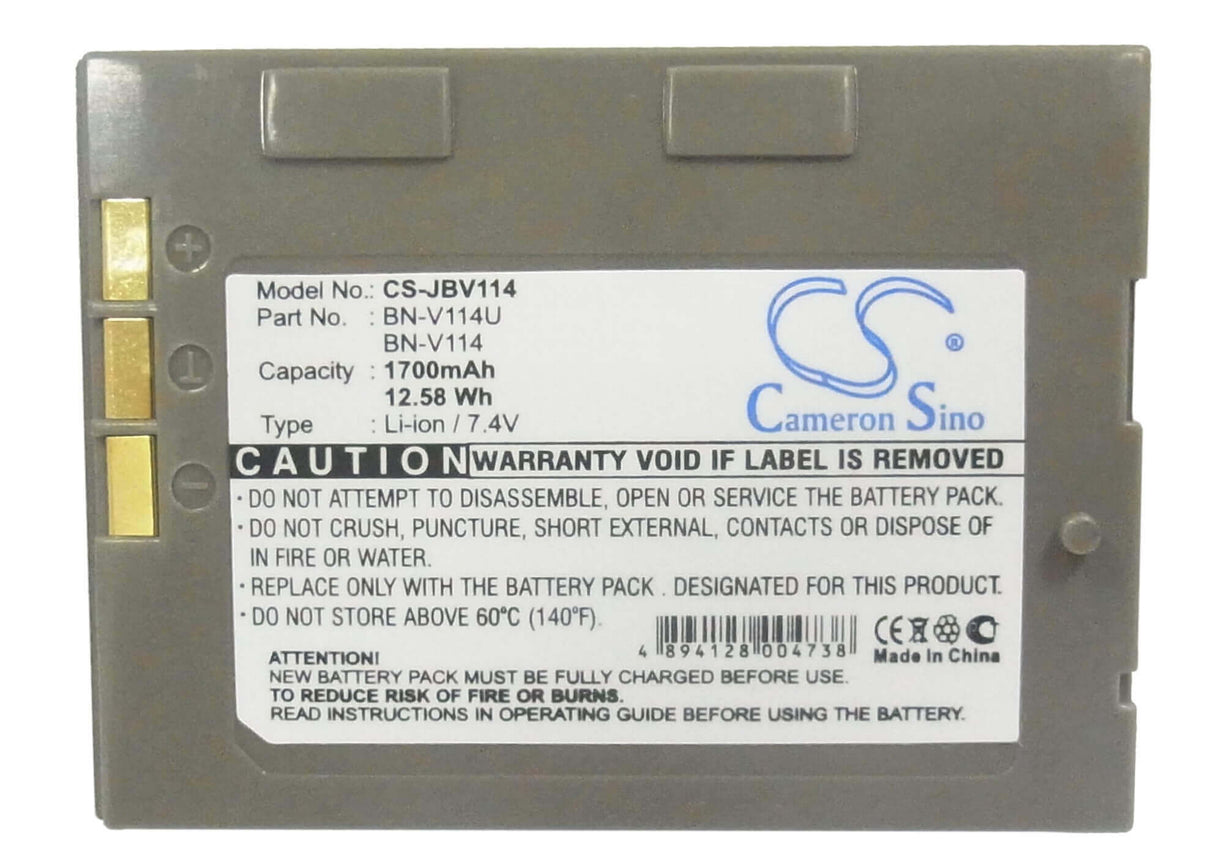 Model No.: CS-JBV114
Part No. : BN-V114U
BN-V114
Capacity : 1700mAh
12.58 Wh
Type : Li-ion / 7.4V
CS ®
Cameron Sino
CAUTION WARRANTY VOID IF LABEL IS REMOVED
· DO NOT ATTEMPT TO DISASSEMBLE, OPEN OR SERVICE THE BATTERY PACK.
· DO NOT CRUSH, PUNCTURE, SHORT EXTERNAL, CONTACTS OR DISPOSE OF
IN FIRE OR WATER.
· REPLACE ONLY WITH THE BATTERY PACK . DESIGNATED FOR THIS PRODUCT.
· DO NOT STORE ABOVE 60°C (140°F).
4 894128 004738
CE
Made in China
ATTENTION!
NEW BATTERY PACK MUST BE FULLY CHARGED BEFORE USE.
TO REDUCE RISK OF FIRE OR BURNS.
READ INSTRUCTIONS IN OPERATING GUIDE BEFORE USING THE BATTERY.
+
T
-